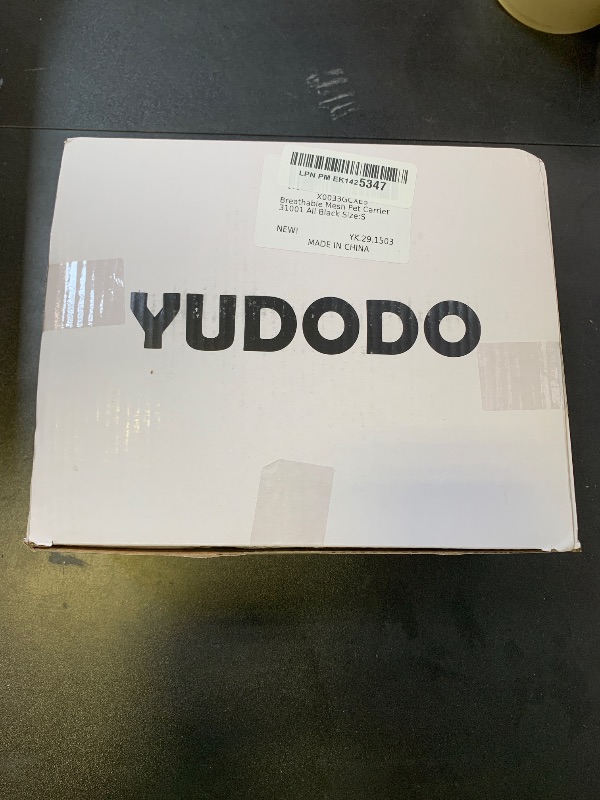 LPN PM EK1425347
X0033GCXE5
Breathable Mesh Pet Carrier
31001 All Black Size:S
NEW!
YK.29.1503
MADE IN CHINA
YUDODO